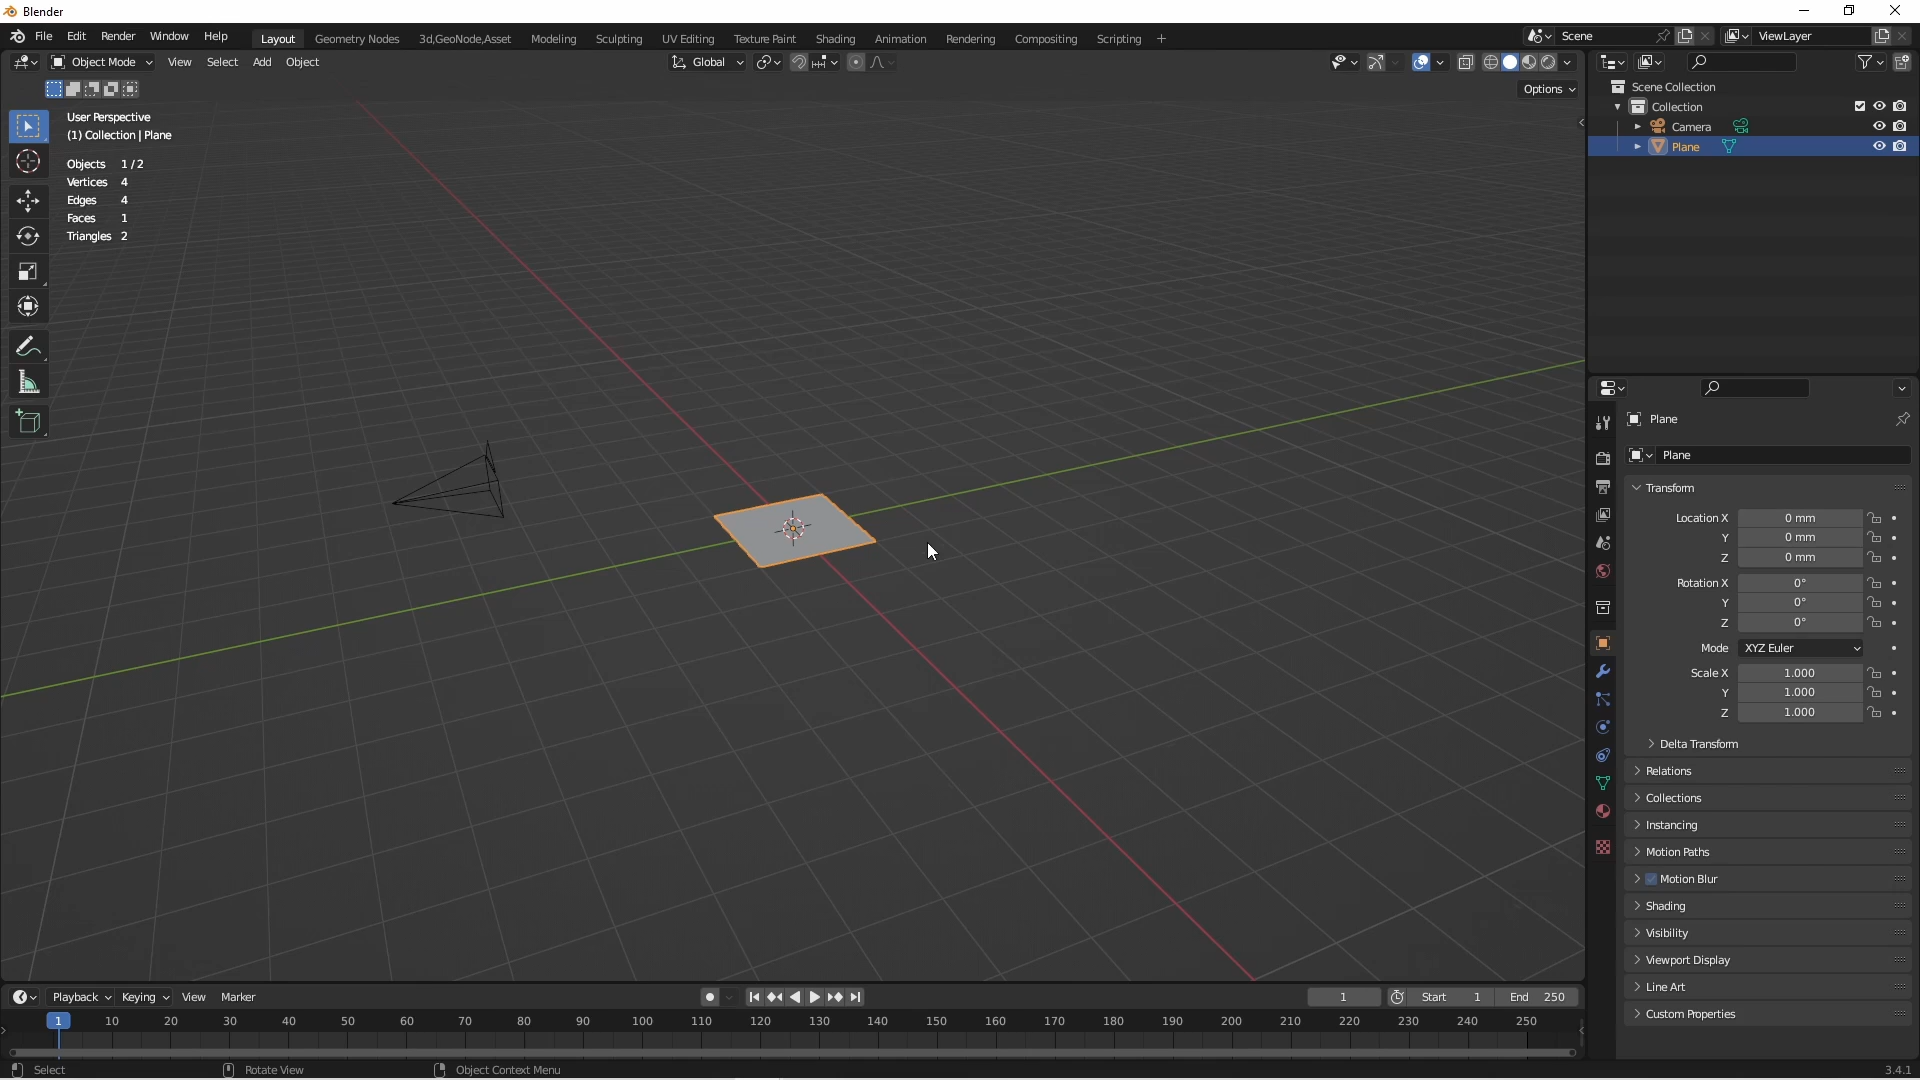 Blender
File Edit Render Window Help Layout Geometry Nodes 3d,GeoNode,Asset Modeling Sculpting UV Editing Texture Paint Shading Animation Rendering Compositing Scripting + Scene ViewLayer
Object Mode View Select Add Object Global
Options
User Perspective
(1) Collection | Plane
Objects 1/2
Vertices 4
Edges 4
Faces 1
Triangles 2
Scene Collection
Collection
Camera
Plane
Plane
Plane
Transform
Location X 0 mm
Y 0 mm
Z 0 mm
Rotation X 0°
Y 0°
Z 0°
Mode XYZ Euler
Scale X 1.000
Y 1.000
Z 1.000
Delta Transform
Relations
Collections
Instancing
Motion Paths
Motion Blur
Shading
Visibility
Viewport Display
Line Art
Custom Properties
Playback Keying View Marker 1 Start 1 End 250
1 10 20 30 40 50 60 70 80 90 100 110 120 130 140 150 160 170 180 190 200 210 220 230 240 250
Select Rotate View Object Context Menu 3.4.1